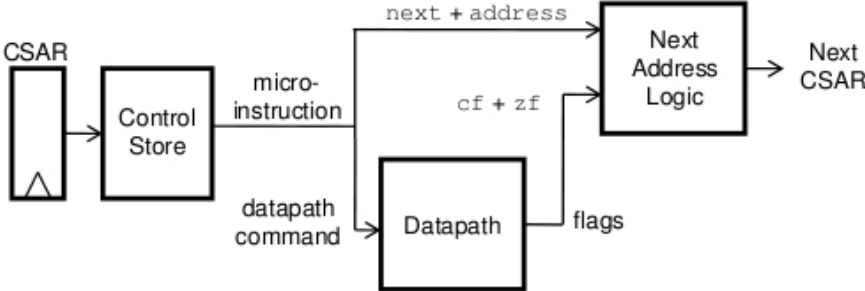 CSAR
Control
Store
micro-
instruction
next + address
datapath
command
Datapath
cf + zf
flags
Next
Address
Logic
Next
CSAR